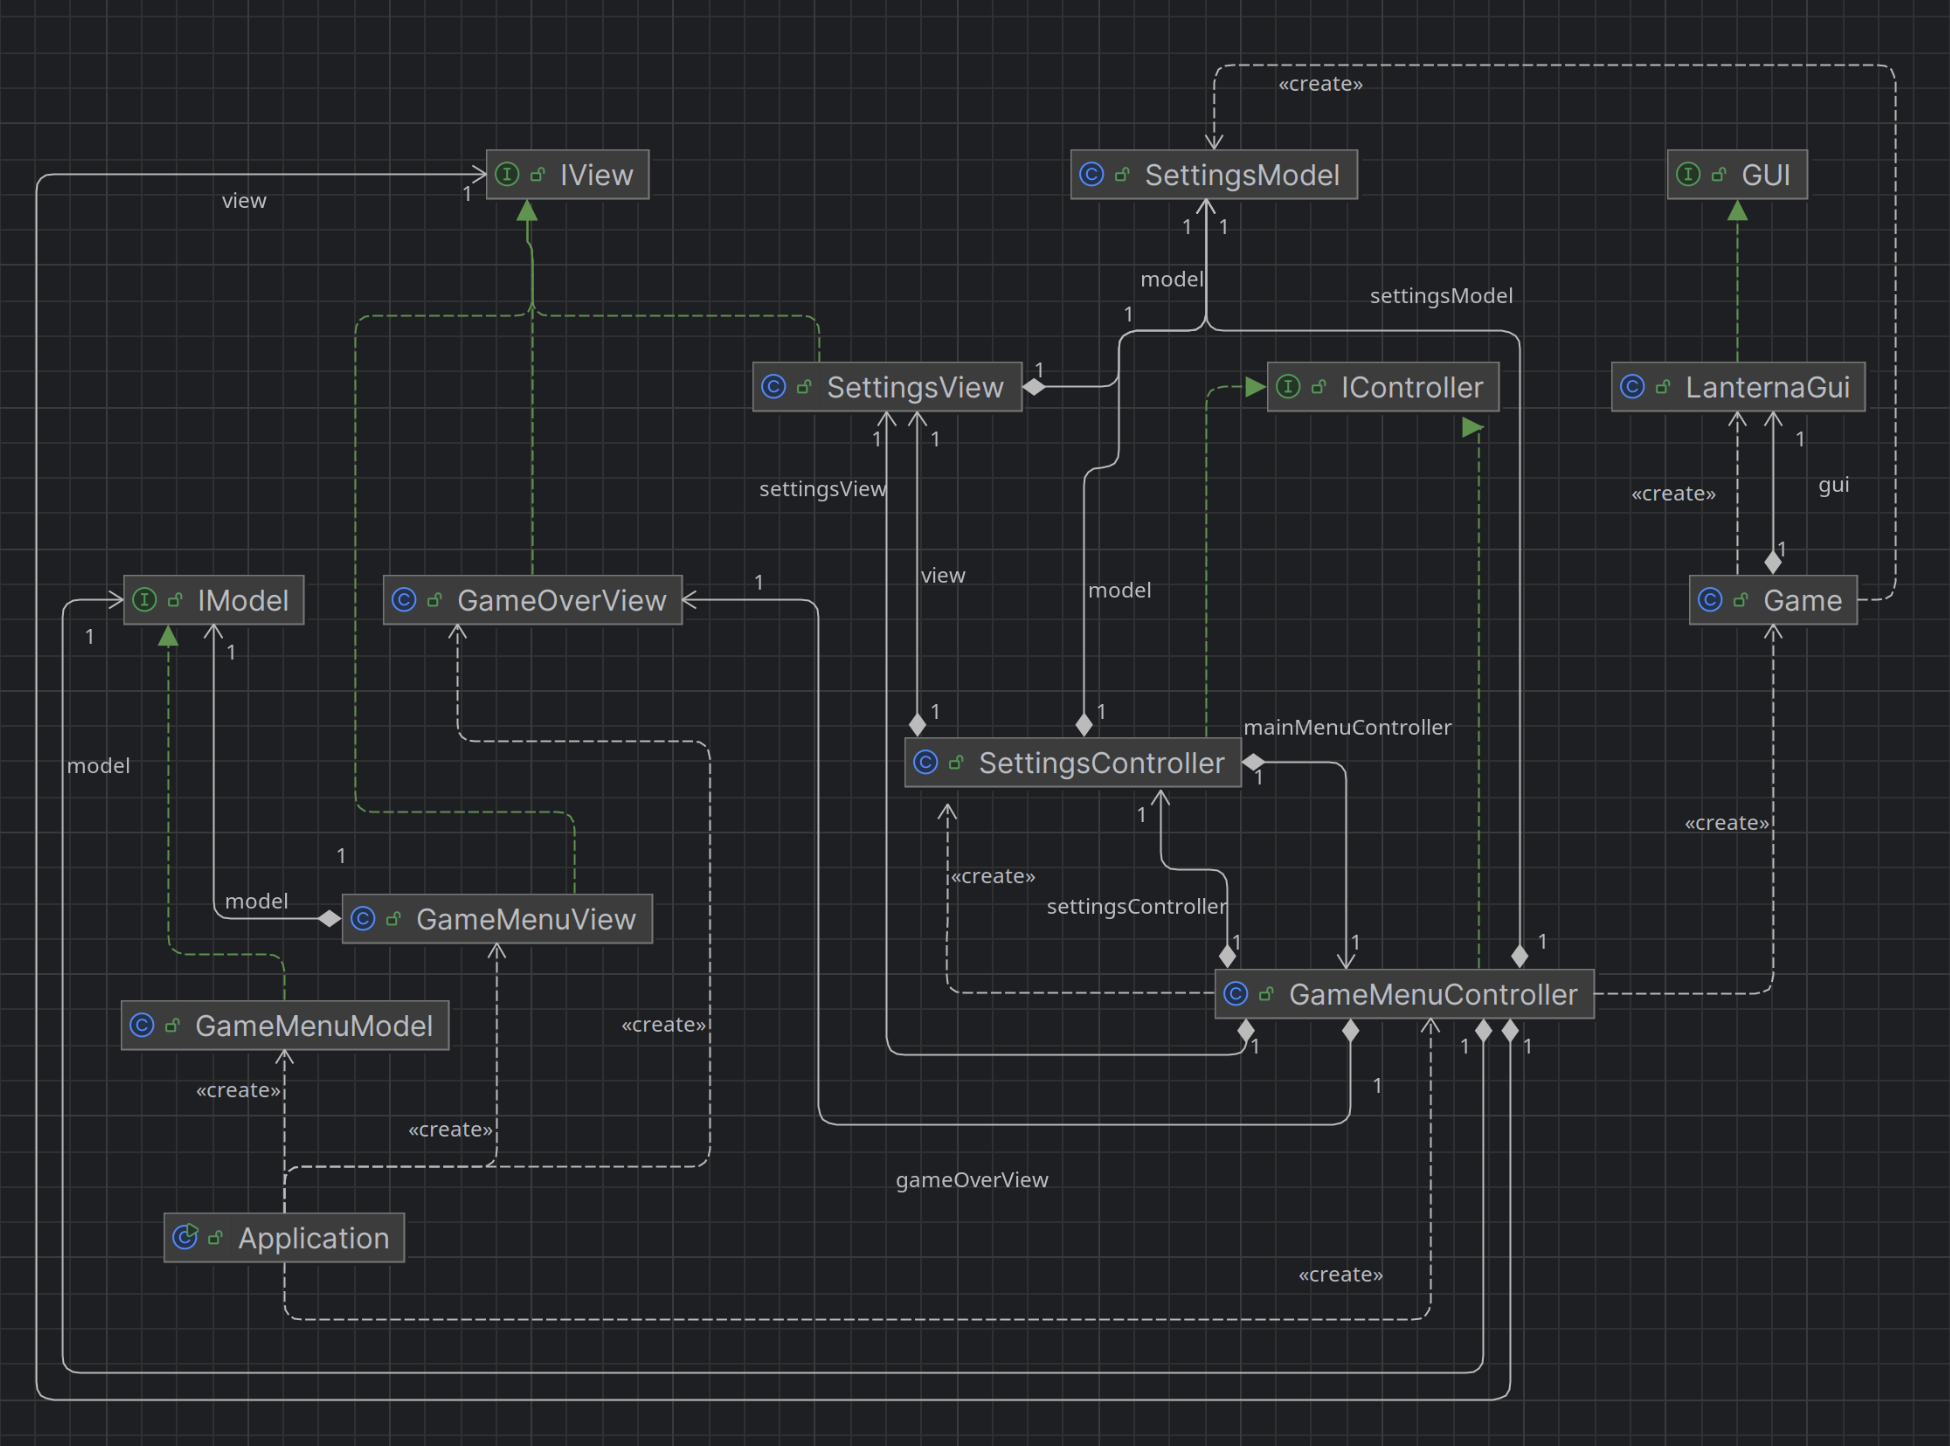 «create»
IView
SettingsModel
GUI
view
1
1
1
model
settingsModel
1
1
SettingsView
IController
LanternaGui
1
1
1
settingsView
«create»
gui
1
view
model
1
IModel
GameOverView
Game
1
1
1
1
mainMenuController
model
SettingsController
1
1
«create»
1
«create»
model
settingsController
GameMenuView
1
1
1
GameMenuController
GameMenuModel
«create»
1
1
1
1
«create»
«create»
gameOverView
Application
«create»